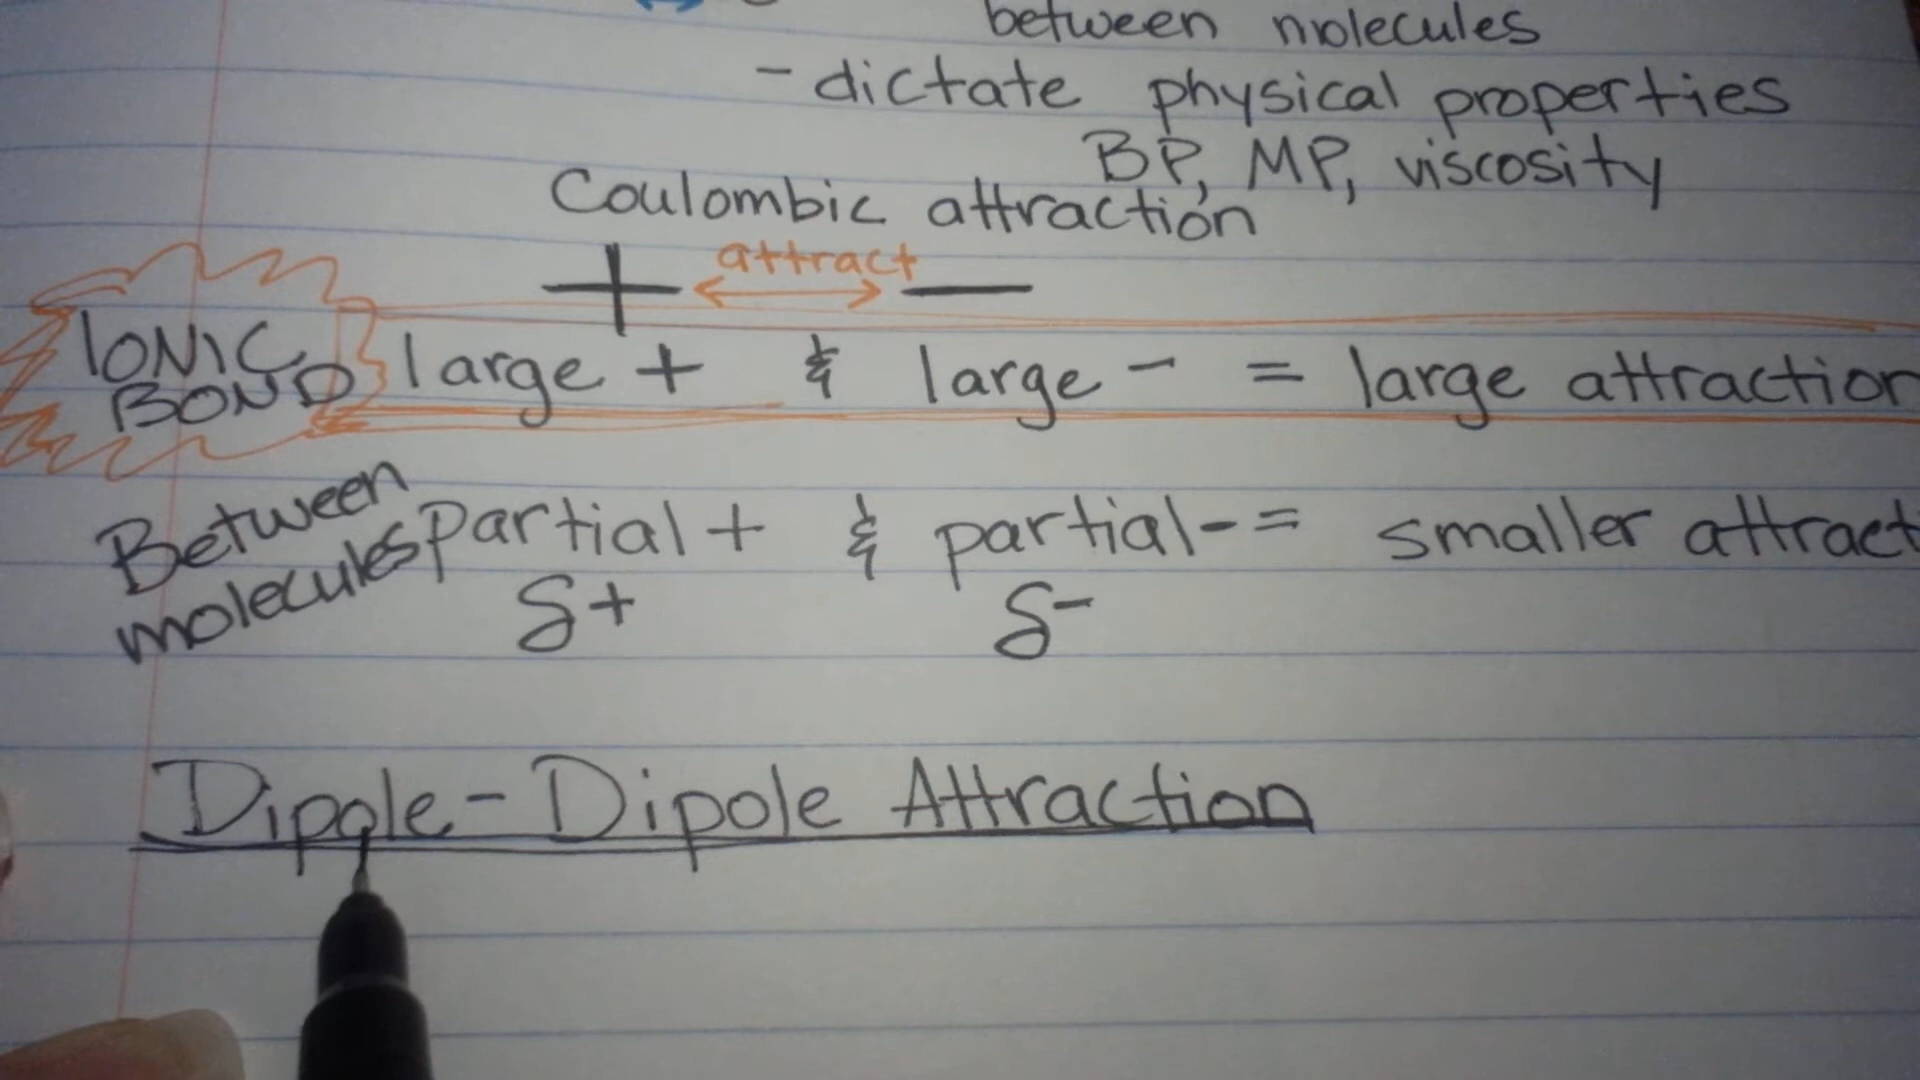 between molecules
- dictate physical properties
BP, MP, viscosity
Coulombic attraction
+ attract −
IONIC BOND
large + & large - = large attraction
Between molecules
partial + & partial - = smaller attract
δ+ δ-
Dipole-Dipole Attraction